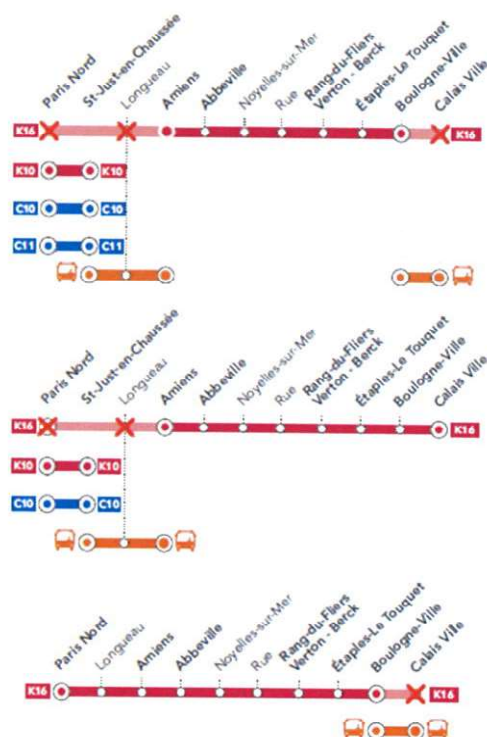 Paris Nord
St-Just-en-Chaussée
Longueau
Amiens
Abbeville
Noyelles-sur-Mer
Rue
Rang-du-Fliers
Verton - Berck
Étaples-Le Touquet
Boulogne-Ville
Calais Ville
K16 K16
K10 K10
C10 C10
C11 C11
Paris Nord
St-Just-en-Chaussée
Longueau
Amiens
Abbeville
Noyelles-sur-Mer
Rue
Rang-du-Fliers
Verton - Berck
Étaples-Le Touquet
Boulogne-Ville
Calais Ville
K16 K16
K10 K10
C10 C10
Paris Nord
Longueau
Amiens
Abbeville
Noyelles-sur-Mer
Rue
Rang-du-Fliers
Verton - Berck
Étaples-Le Touquet
Boulogne-Ville
Calais Ville
K16 K16